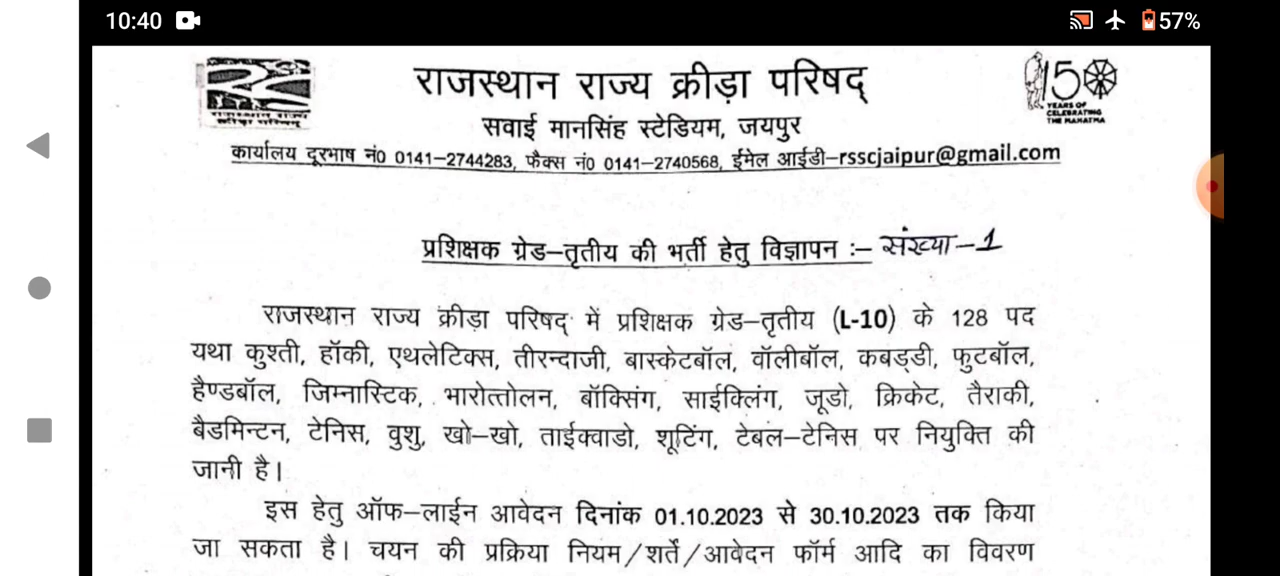 10:40
57%
राजस्थान राज्य क्रीड़ा परिषद्
सवाई मानसिंह स्टेडियम, जयपुर
कार्यालय दूरभाष नं0 0141–2744283, फैक्स नं0 0141–2740568, ईमेल आईडी–rsscjaipur@gmail.com
150
YEARS OF
CELEBRATING
THE MAHATMA
प्रशिक्षक ग्रेड–तृतीय की भर्ती हेतु विज्ञापन :– संख्या–1
राजस्थान राज्य क्रीड़ा परिषद् में प्रशिक्षक ग्रेड–तृतीय (L-10) के 128 पद
यथा कुश्ती, हॉकी, एथलेटिक्स, तीरन्दाजी, बास्केटबॉल, वॉलीबॉल, कबड्डी, फुटबॉल,
हैण्डबॉल, जिम्नास्टिक, भारोत्तोलन, बॉक्सिंग, साईक्लिंग, जूडो, क्रिकेट, तैराकी,
बैडमिन्टन, टेनिस, वुशु, खो–खो, ताईक्वाडो, शूटिंग, टेबल–टेनिस पर नियुक्ति की
जानी है।
इस हेतु ऑफ–लाईन आवेदन दिनांक 01.10.2023 से 30.10.2023 तक किया
जा सकता है। चयन की प्रक्रिया नियम/शर्ते/आवेदन फॉर्म आदि का विवरण